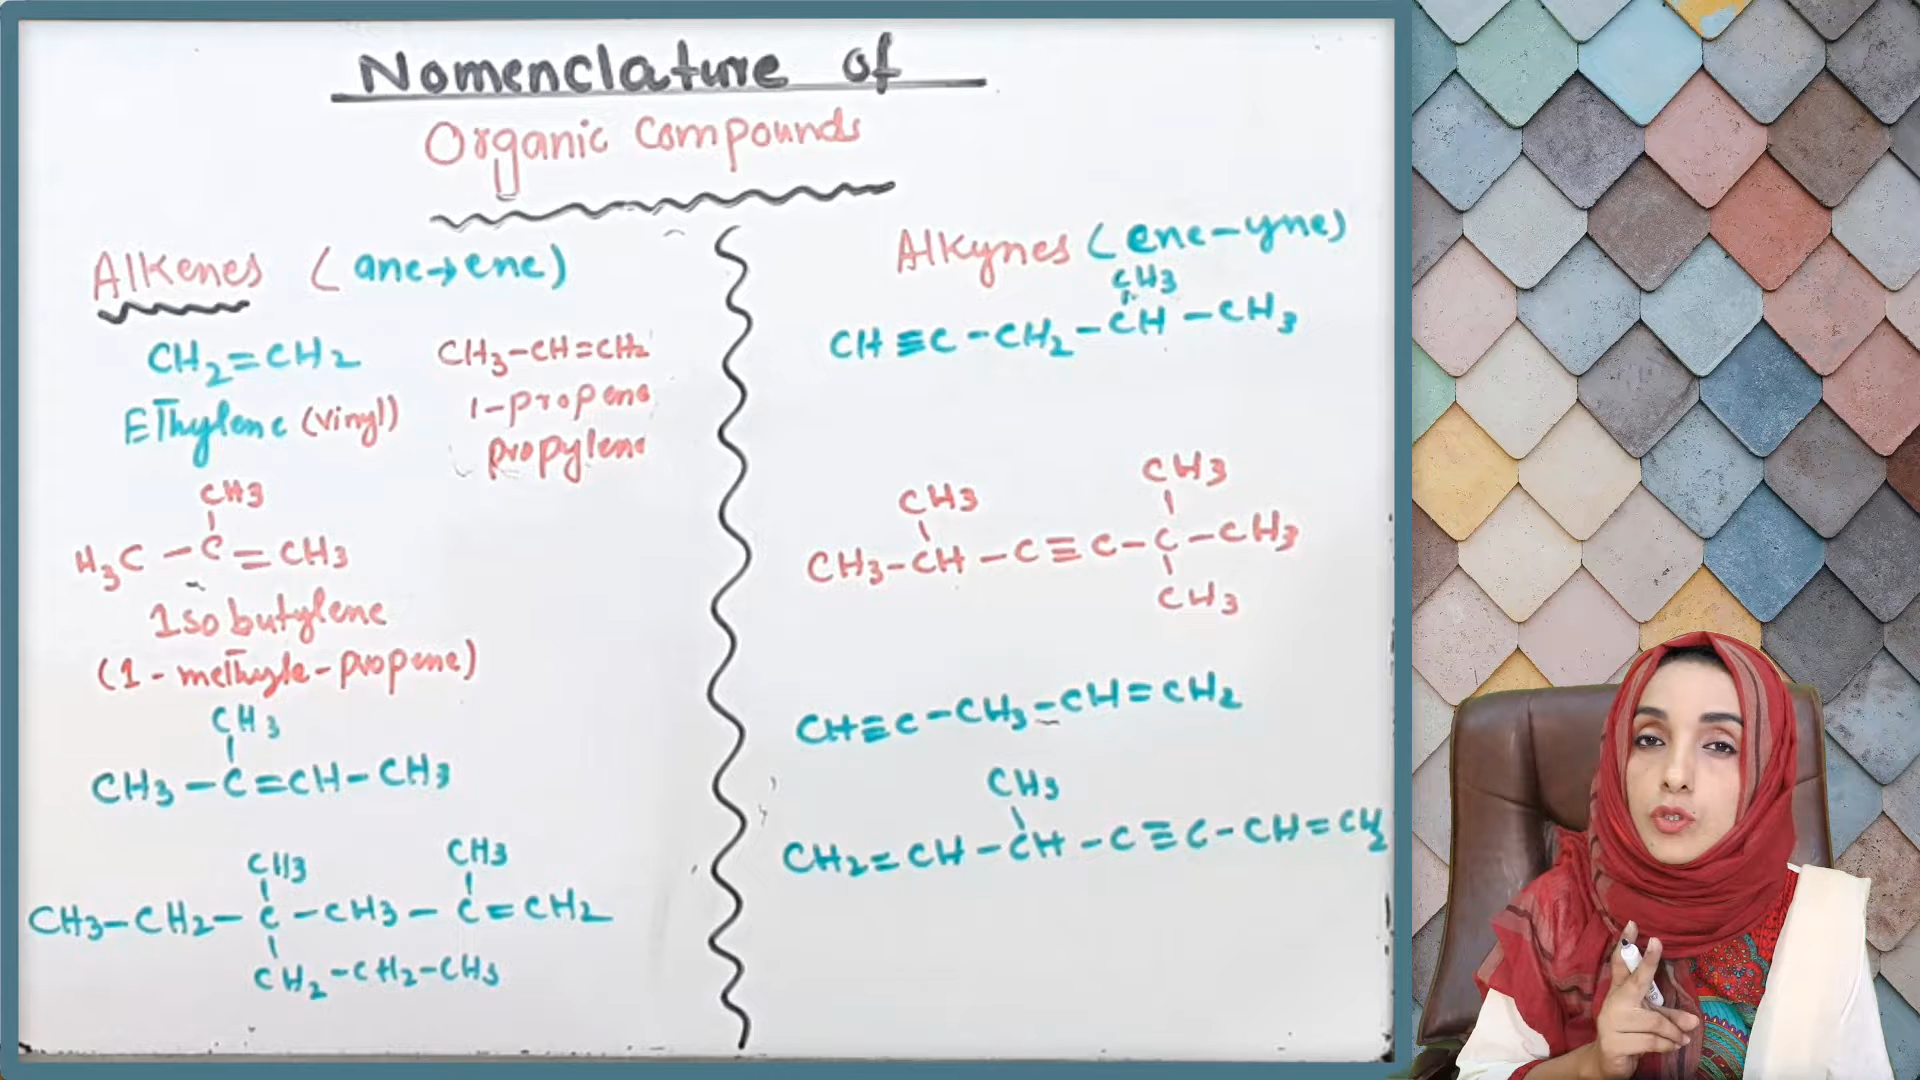 Nomenclature of
Organic Compounds
Alkenes (ane→ene)
CH2=CH2
EThylene (vinyl)
CH3-CH=CH2
1-propene
propylene
CH3
H3C-C=CH3
Isobutylene
(1-methyle-propene)
CH3
CH3-C=CH-CH3
CH3 CH3
CH3-CH2-C-CH3-C=CH2
CH2-CH2-CH3
Alkynes (ene-yne)
CH3
CH≡C-CH2-CH-CH3
CH3 CH3
CH3-CH-C≡C-C-CH3
CH3
CH≡C-CH3-CH=CH2
CH3
CH2=CH-CH-C≡C-CH=CH2